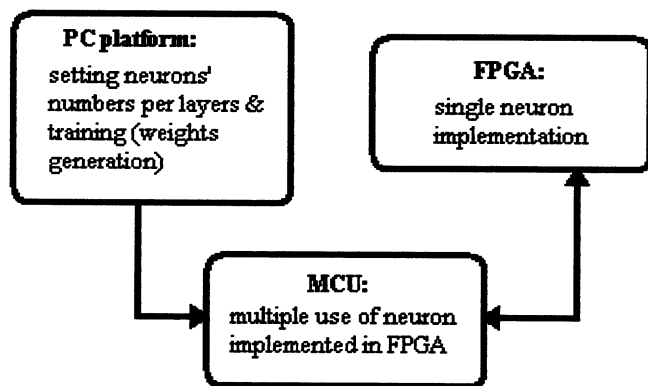 PC platform:
setting neurons'
numbers per layers &
training (weights
generation)
FPGA:
single neuron
implementation
MCU:
multiple use of neuron
implemented in FPGA